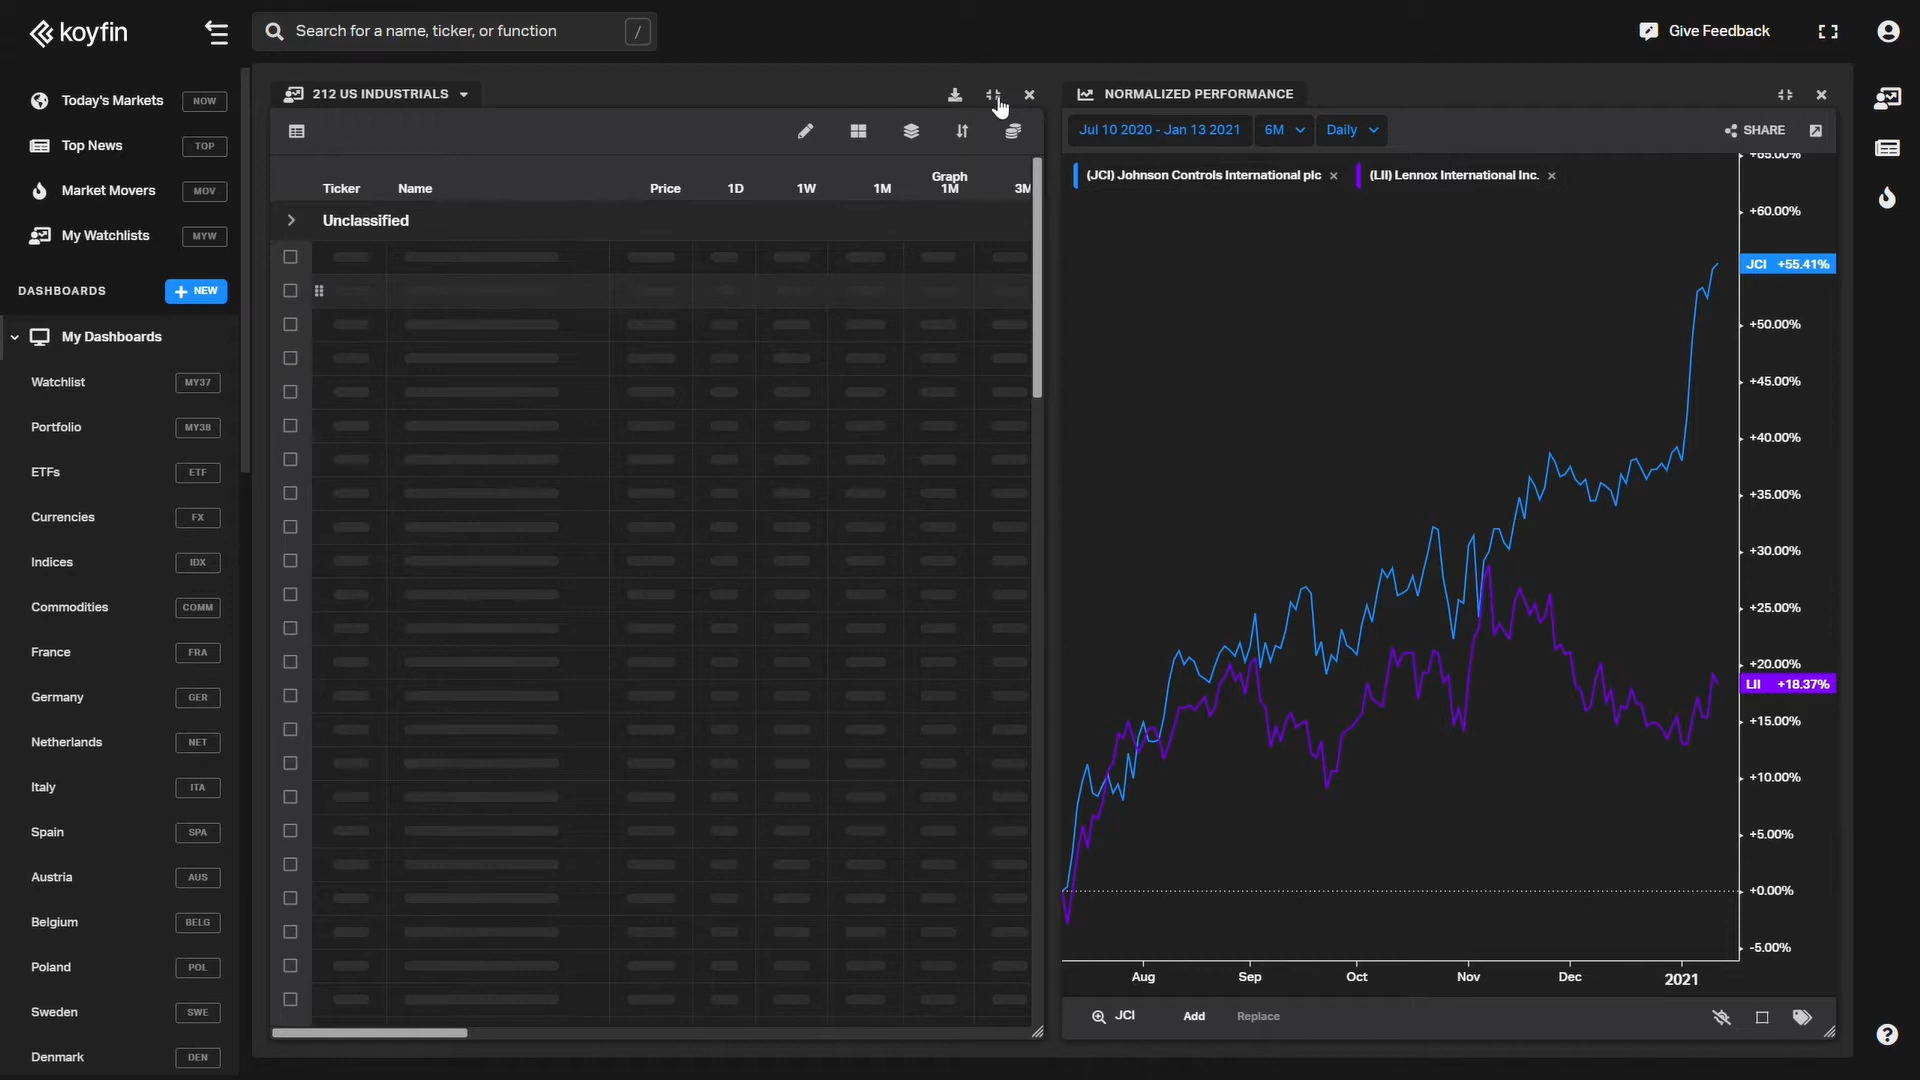 koyfin
Search for a name, ticker, or function
/
Give Feedback
Today's Markets NOW
Top News TOP
Market Movers MOV
My Watchlists MYW
DASHBOARDS
+ NEW
My Dashboards
Watchlist MY37
Portfolio MY38
ETFs ETF
Currencies FX
Indices IDX
Commodities COMM
France FRA
Germany GER
Netherlands NET
Italy ITA
Spain SPA
Austria AUS
Belgium BELG
Poland POL
Sweden SWE
Denmark DEN
212 US INDUSTRIALS
Ticker Name Price 1D 1W 1M Graph 1M 3M
Unclassified
NORMALIZED PERFORMANCE
Jul 10 2020 - Jan 13 2021 6M Daily
SHARE
(JCI) Johnson Controls International plc × (LII) Lennox International Inc. ×
+65.00%
+60.00%
JCI +55.41%
+50.00%
+45.00%
+40.00%
+35.00%
+30.00%
+25.00%
+20.00%
LII +18.37%
+15.00%
+10.00%
+5.00%
+0.00%
-5.00%
Aug Sep Oct Nov Dec 2021
JCI Add Replace
?